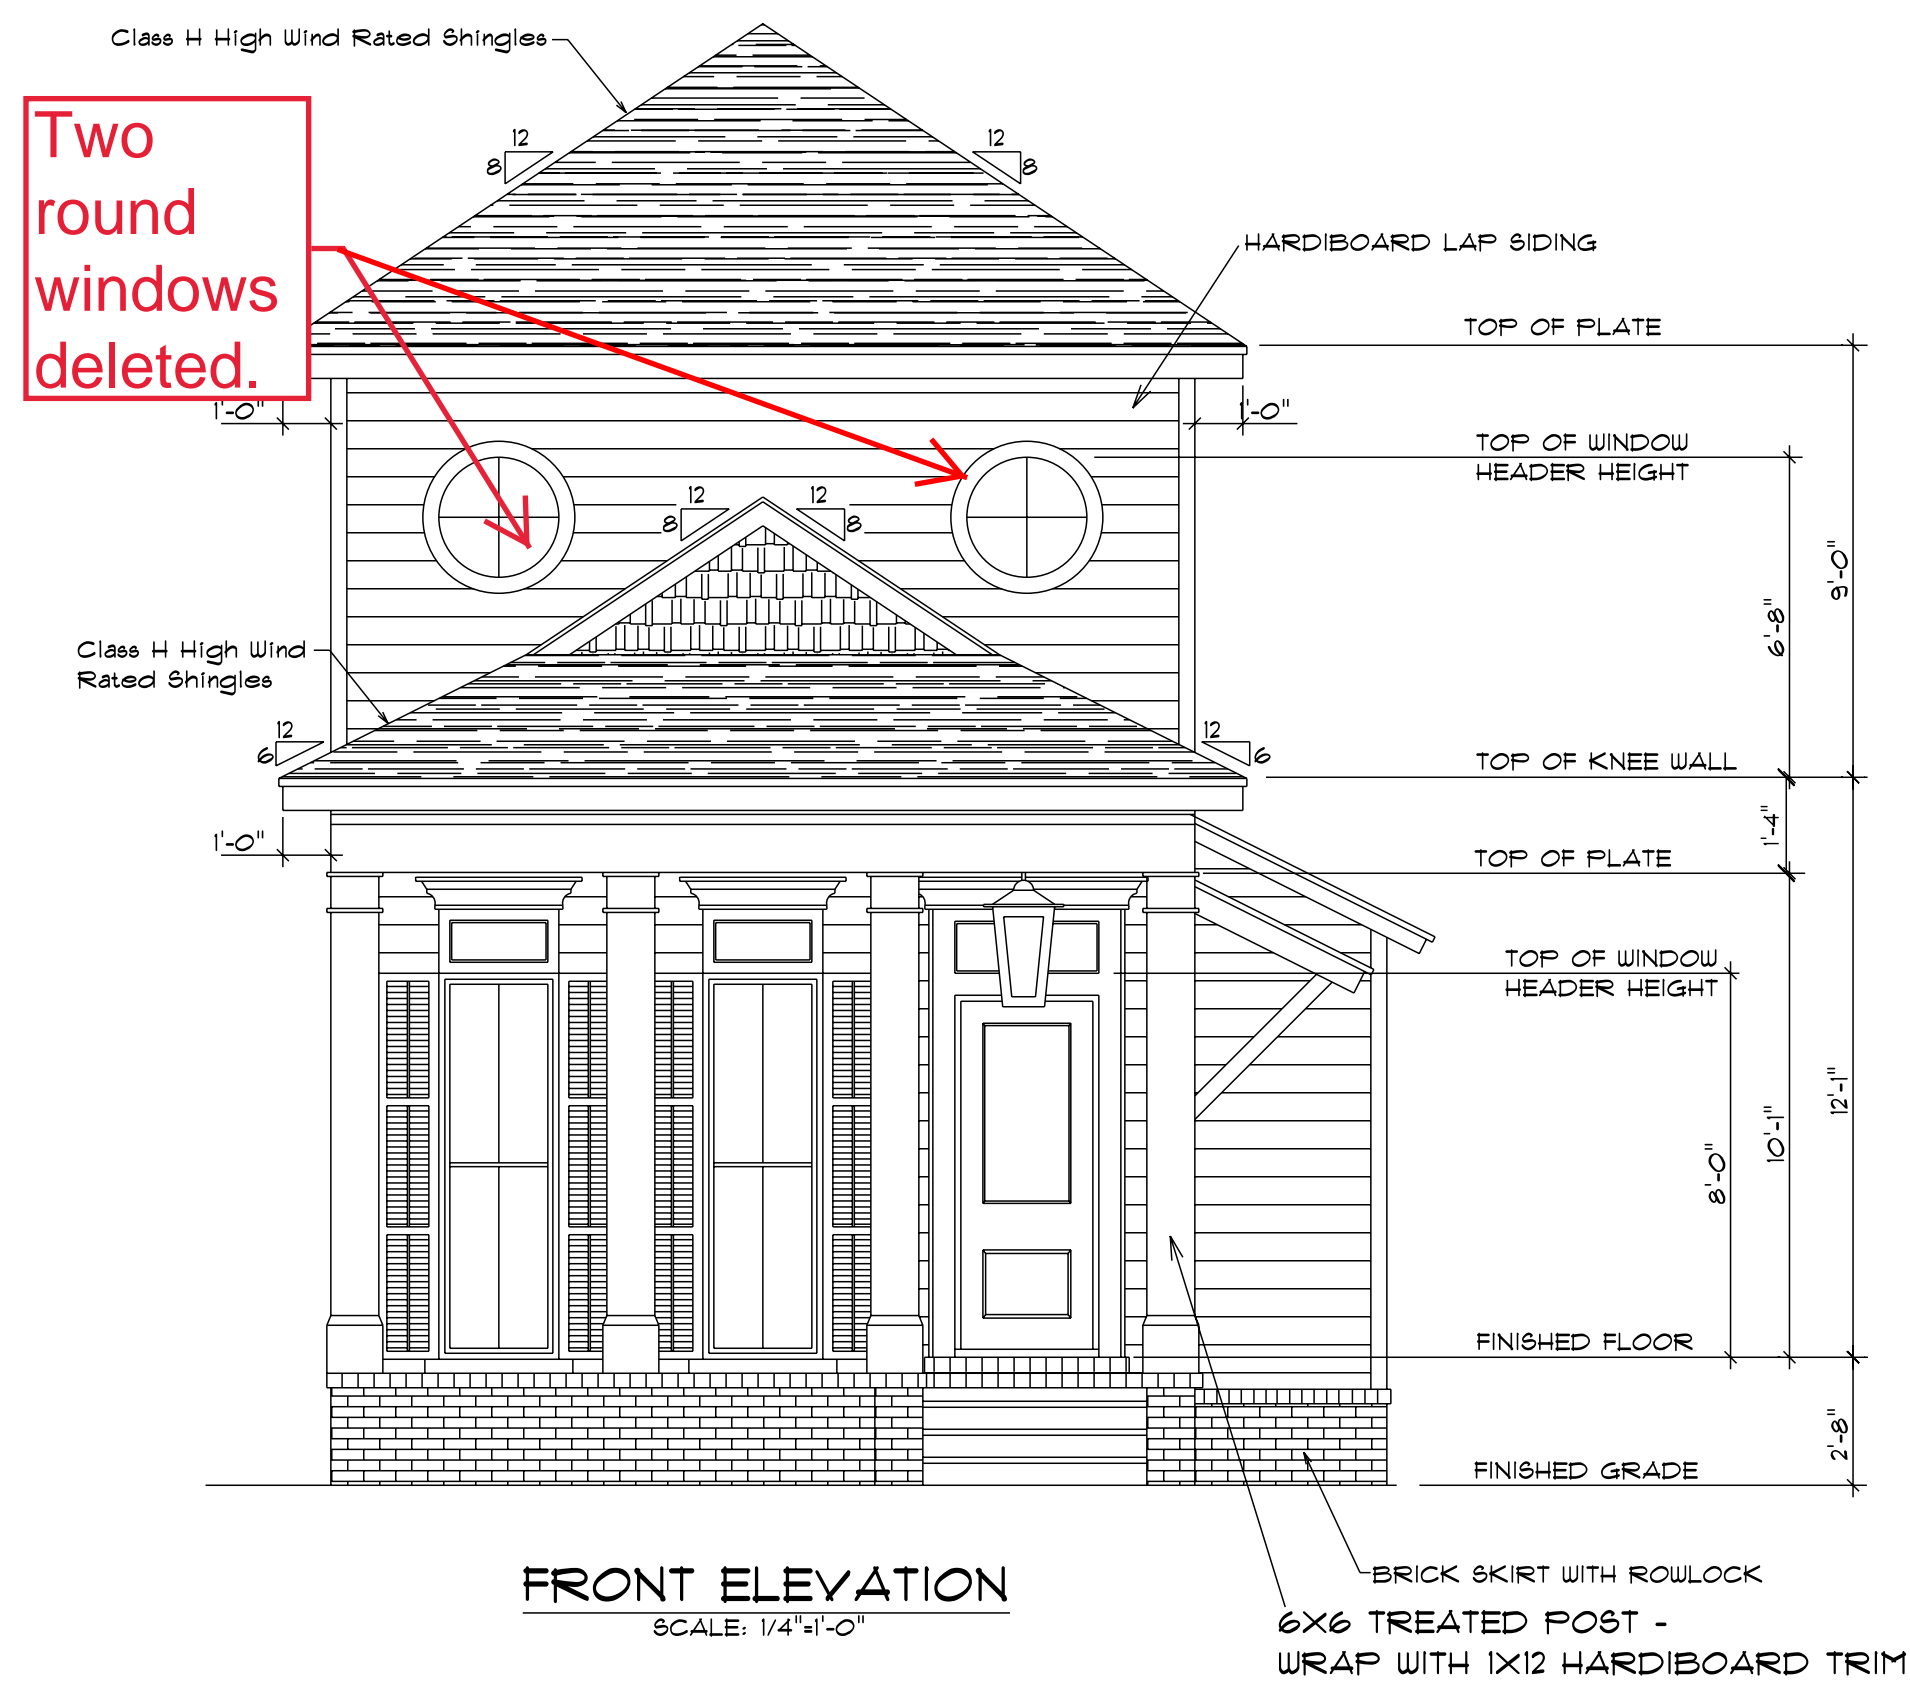 Class H High Wind Rated Shingles
Two
round
windows
deleted.
12
8
12
8
HARDIBOARD LAP SIDING
TOP OF PLATE
1'-0"
1'-0"
TOP OF WINDOW
HEADER HEIGHT
12
8
12
8
9'-0"
6'-8"
Class H High Wind
Rated Shingles
12
6
12
6
TOP OF KNEE WALL
1'-4"
1'-0"
TOP OF PLATE
TOP OF WINDOW
HEADER HEIGHT
12'-1"
10'-1"
8'-0"
FINISHED FLOOR
2'-8"
FINISHED GRADE
FRONT ELEVATION
SCALE: 1/4"=1'-0"
BRICK SKIRT WITH ROWLOCK
6X6 TREATED POST -
WRAP WITH 1X12 HARDIBOARD TRIM